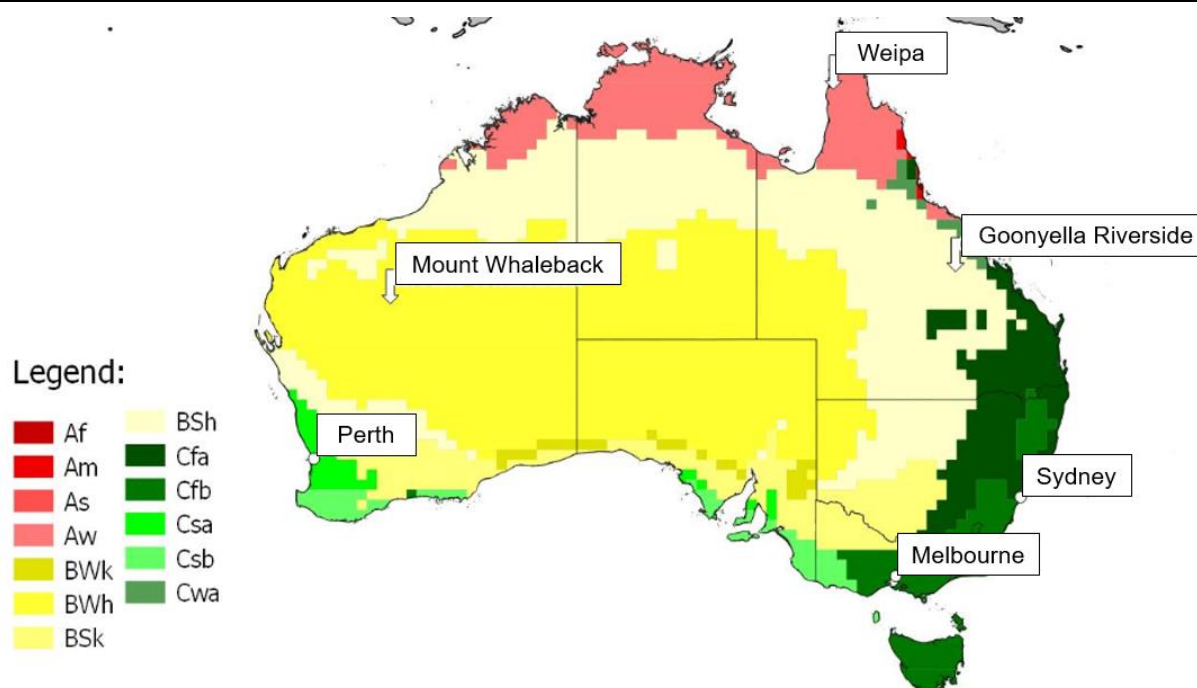 Weipa
Goonyella Riverside
Mount Whaleback
Legend:
Af
Am
As
Aw
BWk
BWh
BSk
BSh
Cfa
Cfb
Csa
Csb
Cwa
Perth
Sydney
Melbourne